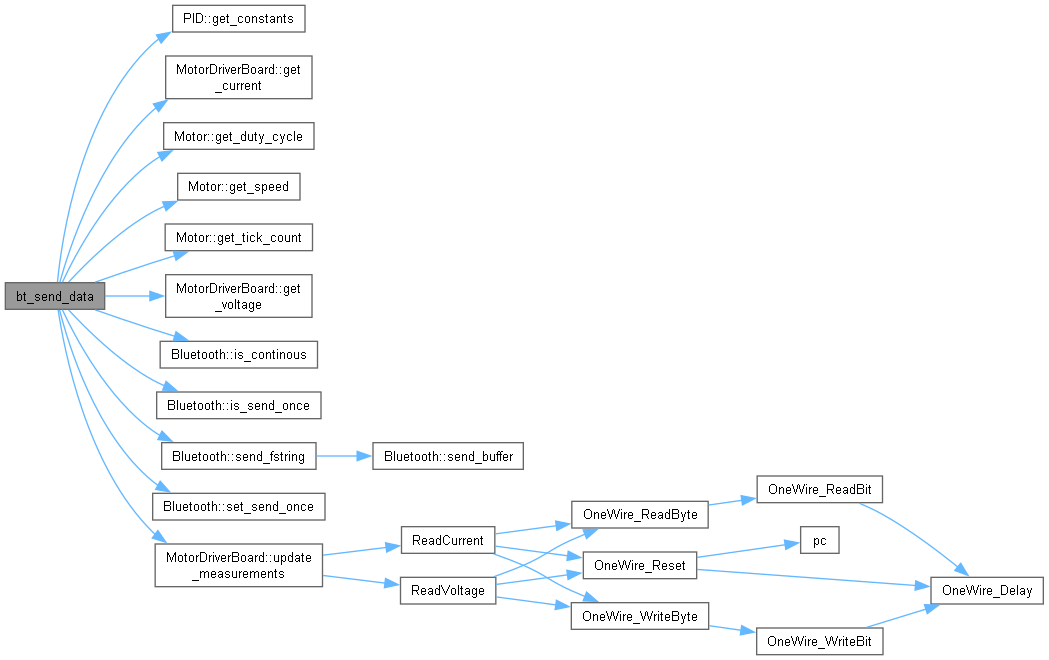 PID::get_constants
MotorDriverBoard::get
_current
Motor::get_duty_cycle
Motor::get_speed
Motor::get_tick_count
bt_send_data
MotorDriverBoard::get
_voltage
Bluetooth::is_continous
Bluetooth::is_send_once
Bluetooth::send_fstring
Bluetooth::send_buffer
Bluetooth::set_send_once
MotorDriverBoard::update
_measurements
ReadCurrent
ReadVoltage
OneWire_ReadByte
OneWire_Reset
OneWire_WriteByte
OneWire_ReadBit
pc
OneWire_WriteBit
OneWire_Delay